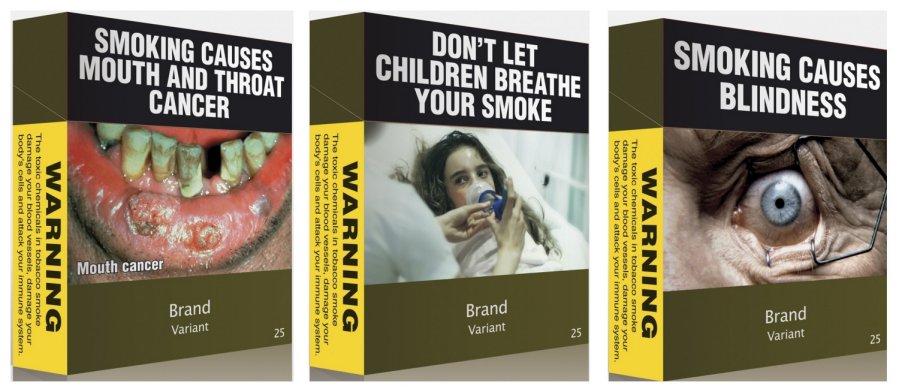 SMOKING CAUSES
MOUTH AND THROAT
CANCER
WARNING
The toxic chemicals in tobacco smoke
damage your blood vessels, damage your
body's cells and attack your immune system.
Mouth cancer
Brand
Variant
25
DON'T LET
CHILDREN BREATHE
YOUR SMOKE
WARNING
The toxic chemicals in tobacco smoke
damage your blood vessels, damage your
body's cells and attack your immune system.
Brand
Variant
25
SMOKING CAUSES
BLINDNESS
WARNING
The toxic chemicals in tobacco smoke
damage your blood vessels, damage your
body's cells and attack your immune system.
Brand
Variant
25